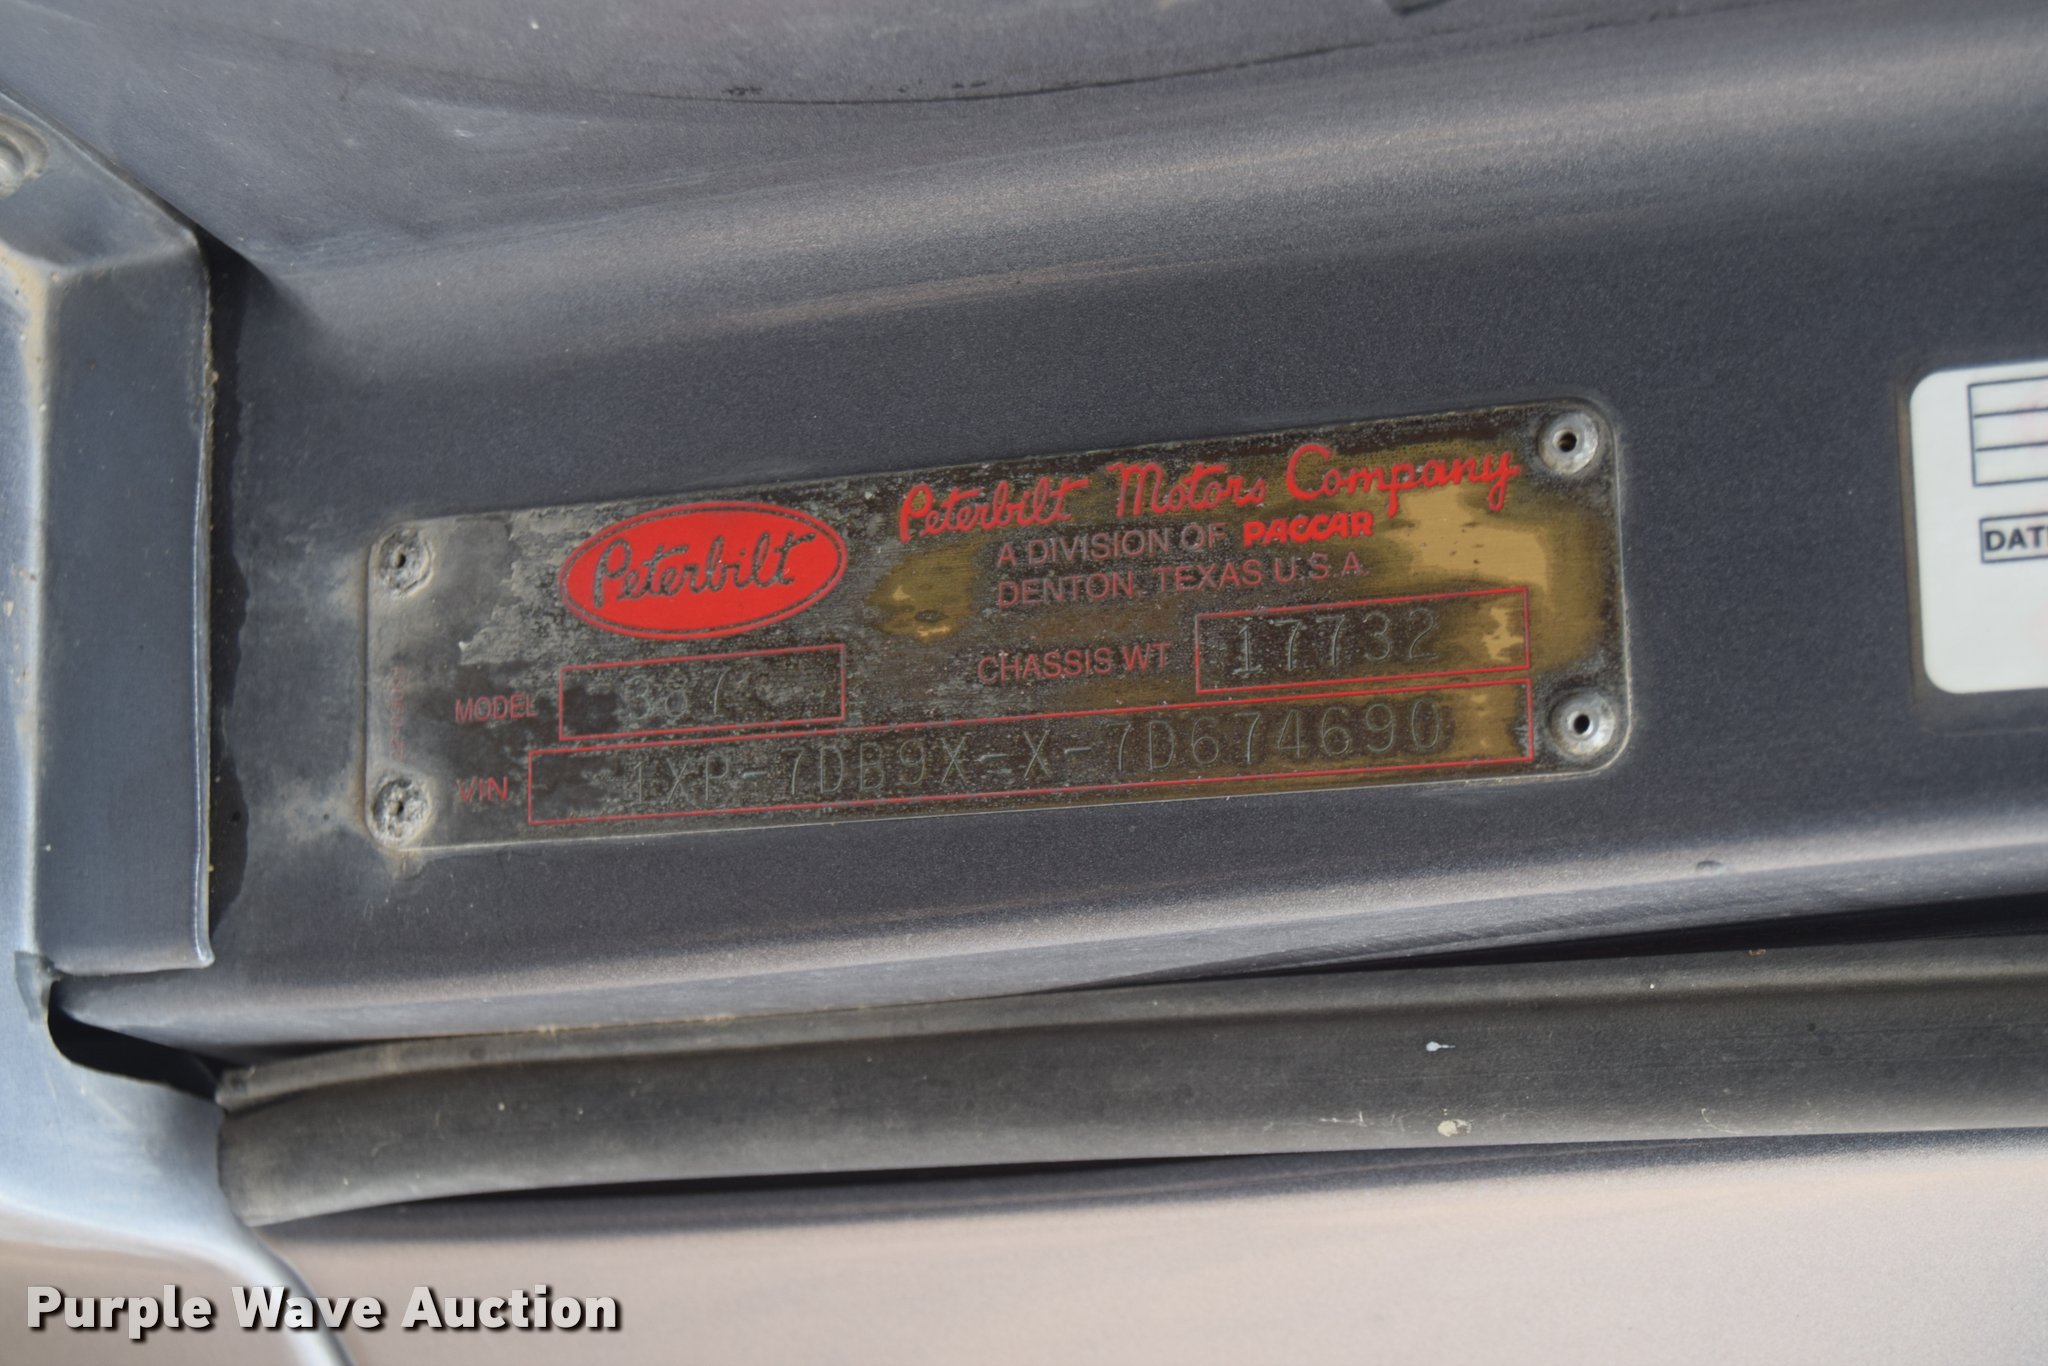 Peterbilt
Peterbilt Motors Company
A DIVISION OF PACCAR
DENTON, TEXAS U.S.A.
MODEL 387
CHASSIS WT 17732
VIN 1XP-7DB9X-X-7D674690
DAT
Purple Wave Auction